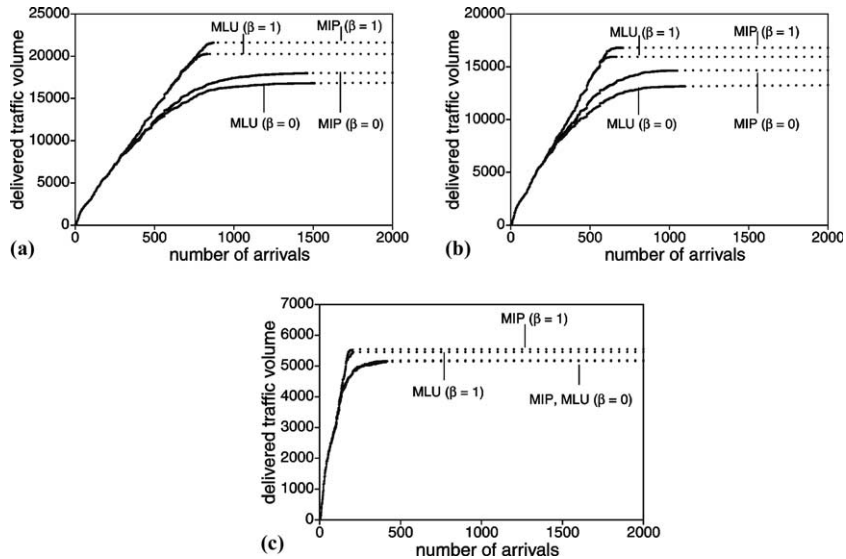 25000
20000
15000
10000
5000
0
delivered traffic volume
MLU (β = 1)
MIP (β = 1)
MLU (β = 0)
MIP (β = 0)
0 500 1000 1500 2000
number of arrivals
(a)
20000
15000
10000
5000
0
delivered traffic volume
MLU (β = 1)
MIP (β = 1)
MLU (β = 0)
MIP (β = 0)
0 500 1000 1500 2000
number of arrivals
(b)
7000
6000
5000
4000
3000
2000
1000
0
delivered traffic volume
MIP (β = 1)
MLU (β = 1)
MIP, MLU (β = 0)
0 500 1000 1500 2000
number of arrivals
(c)